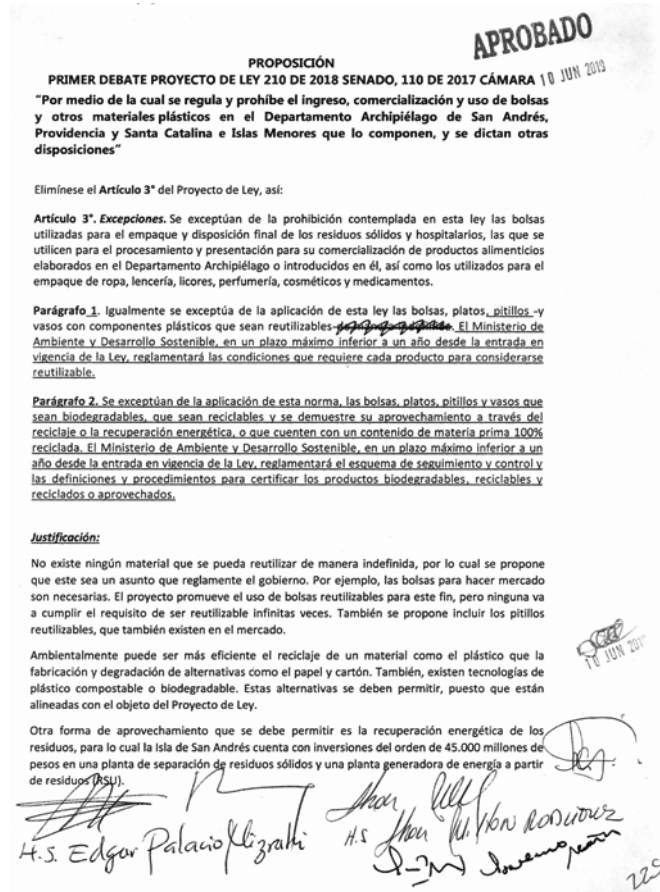 APROBADO
PROPOSICIÓN
PRIMER DEBATE PROYECTO DE LEY 210 DE 2018 SENADO, 110 DE 2017 CÁMARA
10 JUN 2019
“Por medio de la cual se regula y prohíbe el ingreso, comercialización y uso de bolsas
y otros materiales plásticos en el Departamento Archipiélago de San Andrés,
Providencia y Santa Catalina e Islas Menores que lo componen, y se dictan otras
disposiciones”
Elimínese el Artículo 3° del Proyecto de Ley, así:
Artículo 3°. Excepciones. Se exceptúan de la prohibición contemplada en esta ley las bolsas
utilizadas para el empaque y disposición final de los residuos sólidos y hospitalarios, las que se
utilicen para el procesamiento y presentación para su comercialización de productos alimenticios
elaborados en el Departamento Archipiélago o introducidos en él, así como los utilizados para el
empaque de ropa, lencería, licores, perfumería, cosméticos y medicamentos.
Parágrafo 1. Igualmente se exceptúa de la aplicación de esta ley las bolsas, platos, pitillos -y
vasos con componentes plásticos que sean reutilizables. El Ministerio de
Ambiente y Desarrollo Sostenible, en un plazo máximo inferior a un año desde la entrada en
vigencia de la Ley, reglamentará las condiciones que requiere cada producto para considerarse
reutilizable.
Parágrafo 2. Se exceptúan de la aplicación de esta norma, las bolsas, platos, pitillos y vasos que
sean biodegradables, que sean reciclables y se demuestre su aprovechamiento a través del
reciclaje o la recuperación energética, o que cuenten con un contenido de materia prima 100%
reciclada. El Ministerio de Ambiente y Desarrollo Sostenible, en un plazo máximo inferior a un
año desde la entrada en vigencia de la Ley, reglamentará el esquema de seguimiento y control y
las definiciones y procedimientos para certificar los productos biodegradables, reciclables y
reciclados o aprovechados.
Justificación:
No existe ningún material que se pueda reutilizar de manera indefinida, por lo cual se propone
que este sea un asunto que reglamente el gobierno. Por ejemplo, las bolsas para hacer mercado
son necesarias. El proyecto promueve el uso de bolsas reutilizables para este fin, pero ninguna va
a cumplir el requisito de ser reutilizable infinitas veces. También se propone incluir los pitillos
reutilizables, que también existen en el mercado.
10 JUN 201
Ambientalmente puede ser más eficiente el reciclaje de un material como el plástico que la
fabricación y degradación de alternativas como el papel y cartón. También, existen tecnologías de
plástico compostable o biodegradable. Estas alternativas se deben permitir, puesto que están
alineadas con el objeto del Proyecto de Ley.
Otra forma de aprovechamiento que se debe permitir es la recuperación energética de los
residuos, para lo cual la Isla de San Andrés cuenta con inversiones del orden de 45.000 millones de
pesos en una planta de separación de residuos sólidos y una planta generadora de energía a partir
de residuos (RSU).
H.S. Edgar Palacio Mizrahi
H.S